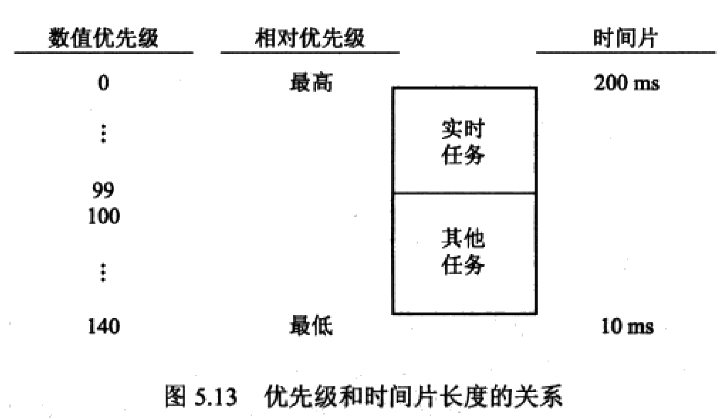 数值优先级 相对优先级 时间片
0 最高 200 ms
实时
任务
⋮
99
100
其他
任务
⋮
140 最低 10 ms
图 5.13 优先级和时间片长度的关系